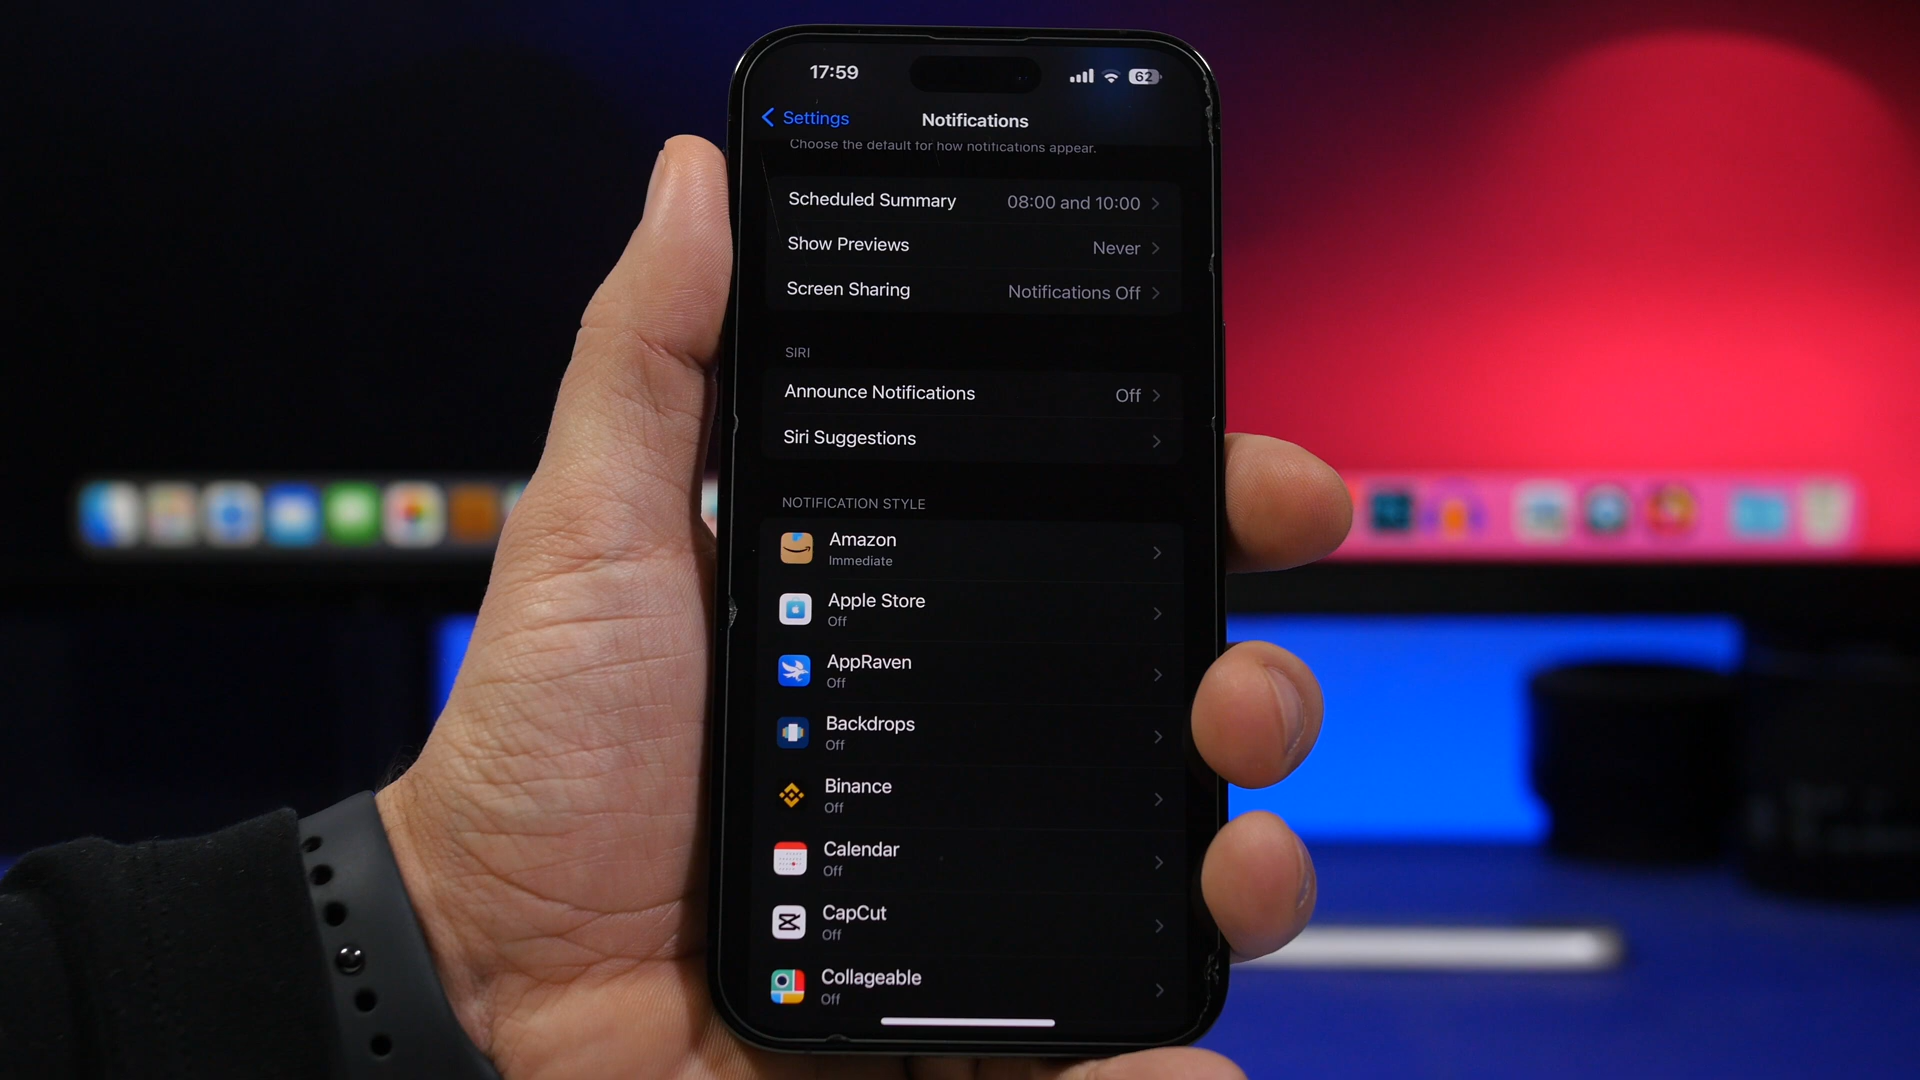 17:59
62
Settings
Notifications
Choose the default for how notifications appear.
Scheduled Summary 08:00 and 10:00
Show Previews Never
Screen Sharing Notifications Off
SIRI
Announce Notifications Off
Siri Suggestions
NOTIFICATION STYLE
Amazon
Immediate
Apple Store
Off
AppRaven
Off
Backdrops
Off
Binance
Off
Calendar
Off
CapCut
Off
Collageable
Off